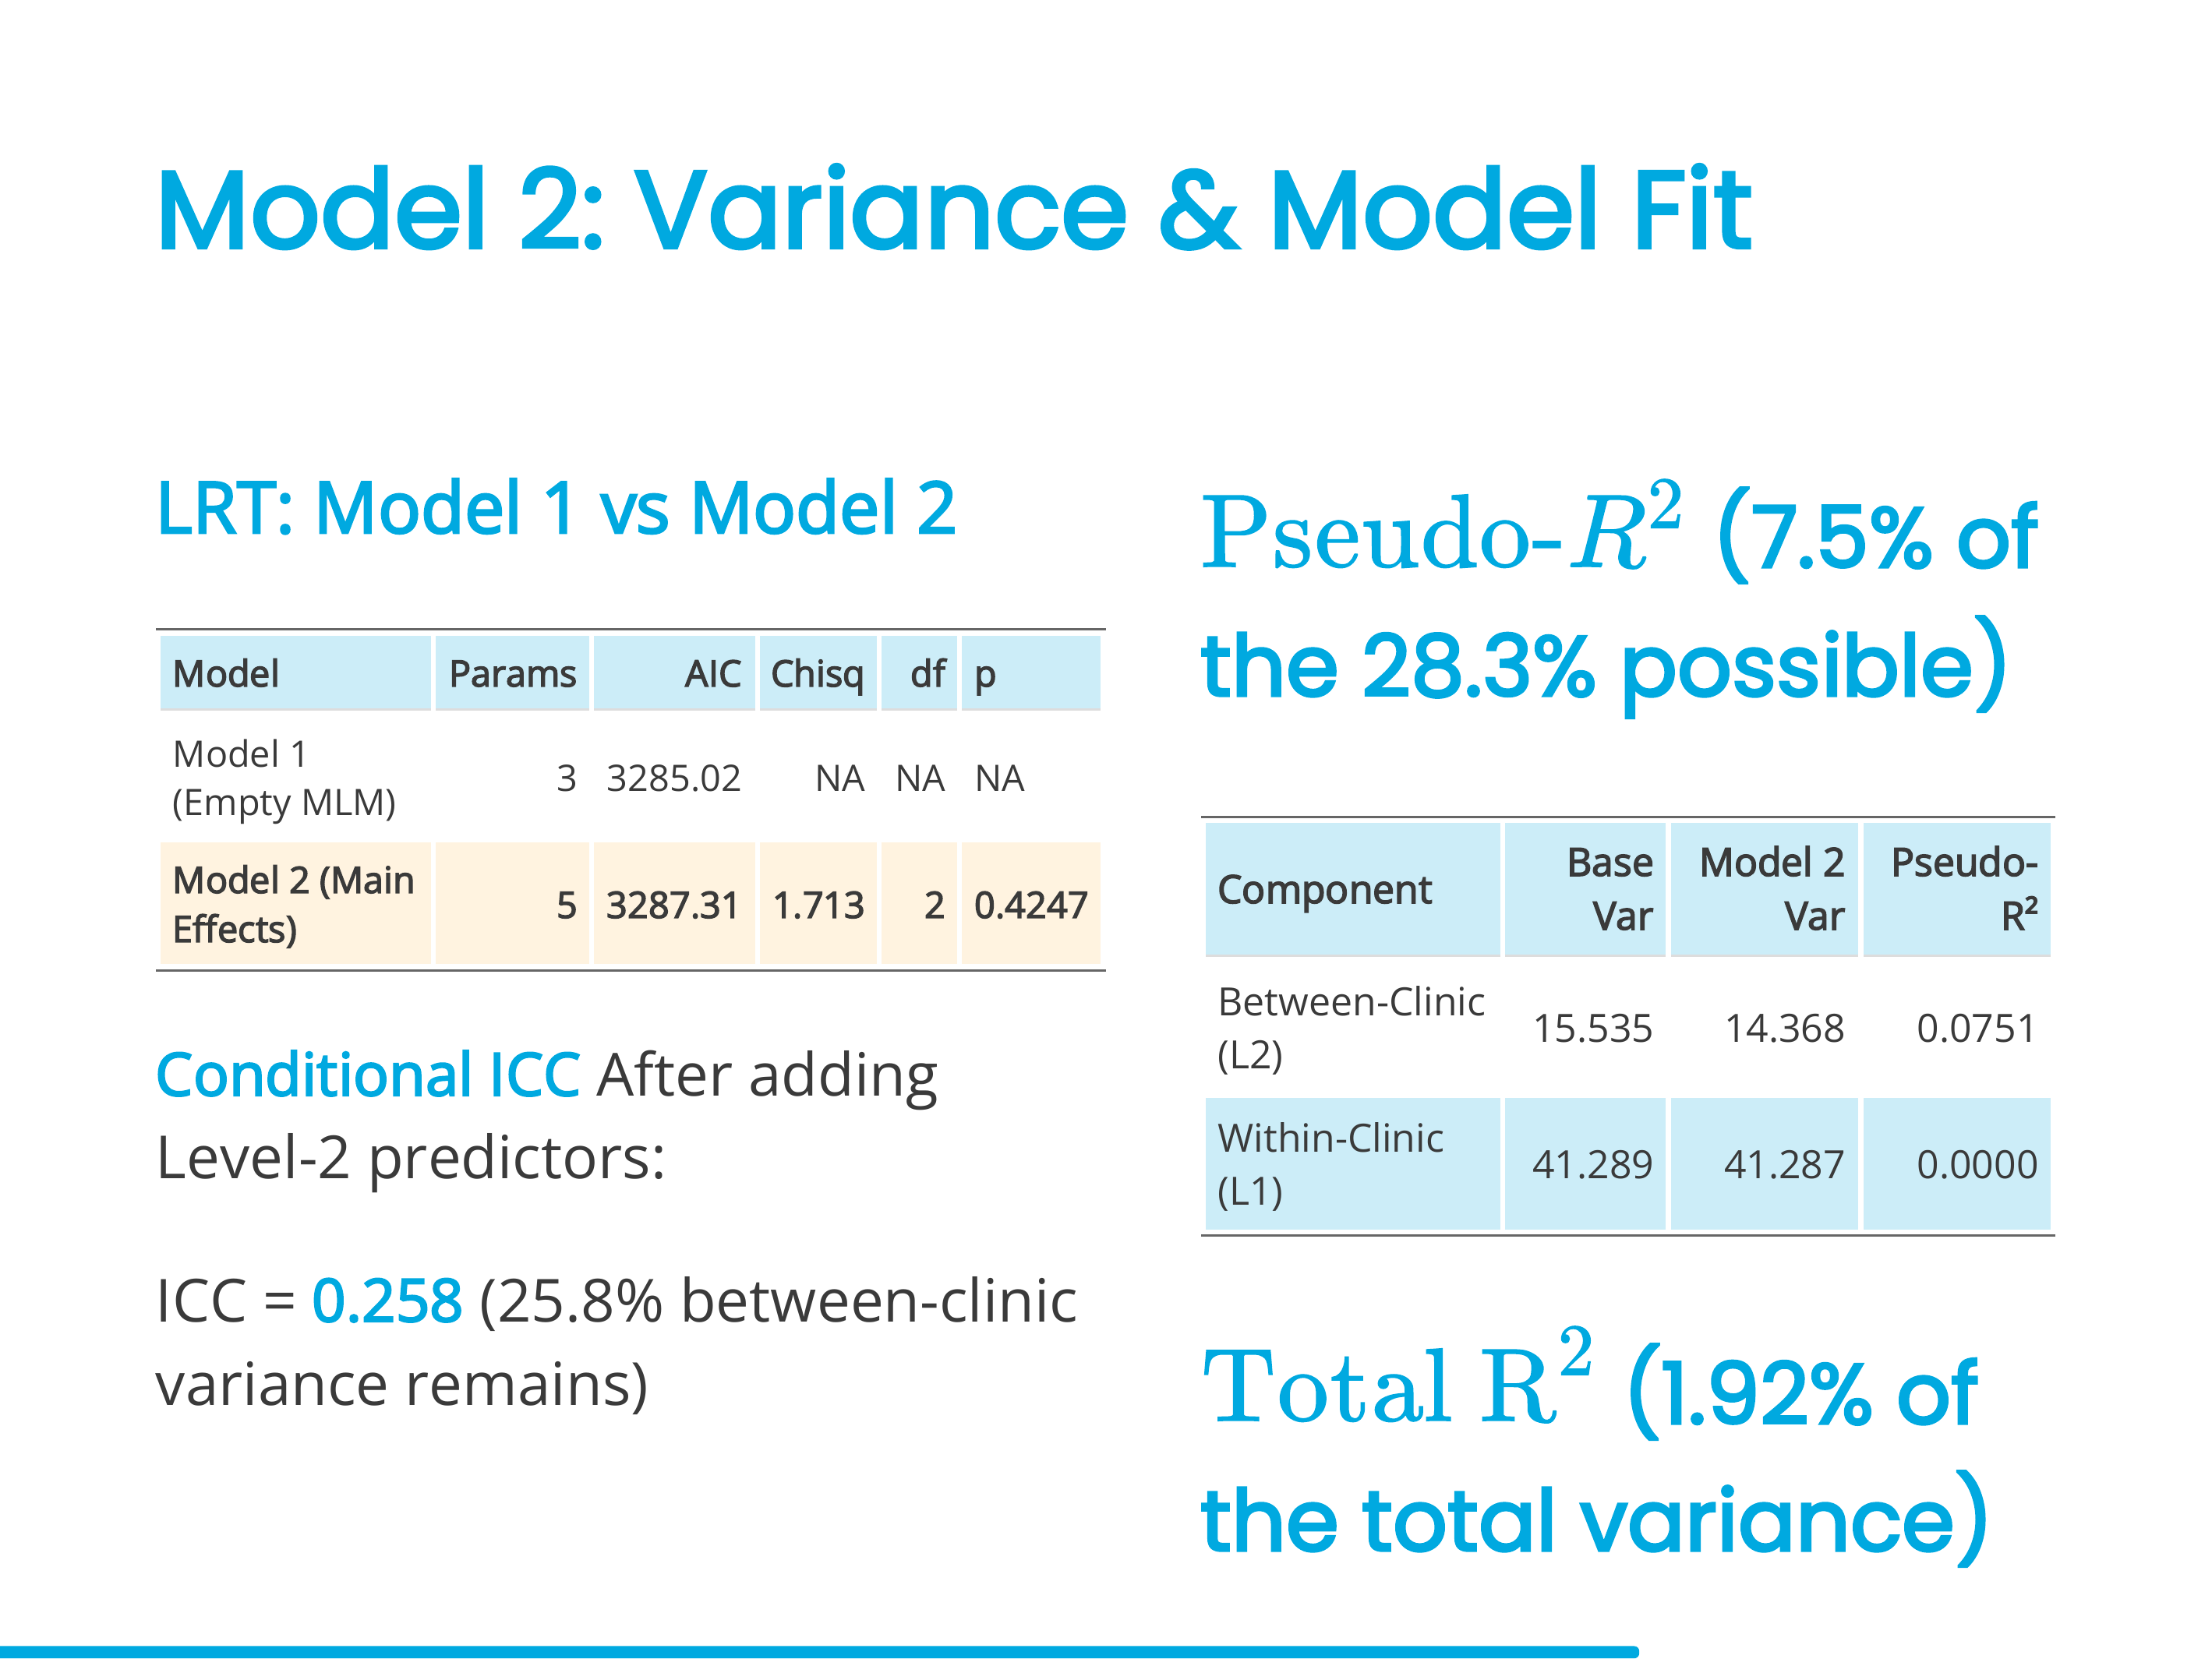 Model 2: Variance & Model Fit
LRT: Model 1 vs Model 2
Model Params AIC Chisq df p
Model 1
(Empty MLM) 3 3285.02 NA NA NA
Model 2 (Main
Effects) 5 3287.31 1.713 2 0.4247
Conditional ICC After adding
Level-2 predictors:
ICC = 0.258 (25.8% between-clinic
variance remains)
Pseudo-R² (7.5% of
the 28.3% possible)
Component Base
Var Model 2
Var Pseudo-
R²
Between-Clinic
(L2) 15.535 14.368 0.0751
Within-Clinic
(L1) 41.289 41.287 0.0000
Total R² (1.92% of
the total variance)